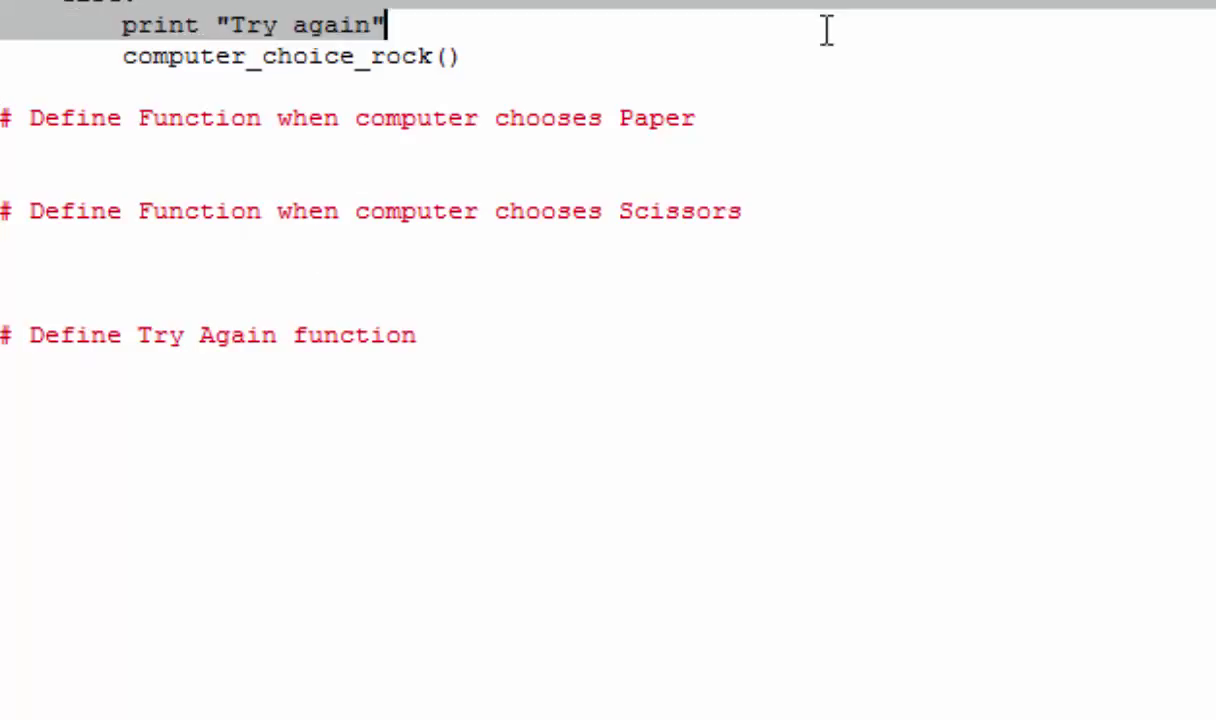 print "Try again"
computer_choice_rock()
# Define Function when computer chooses Paper
# Define Function when computer chooses Scissors
# Define Try Again function